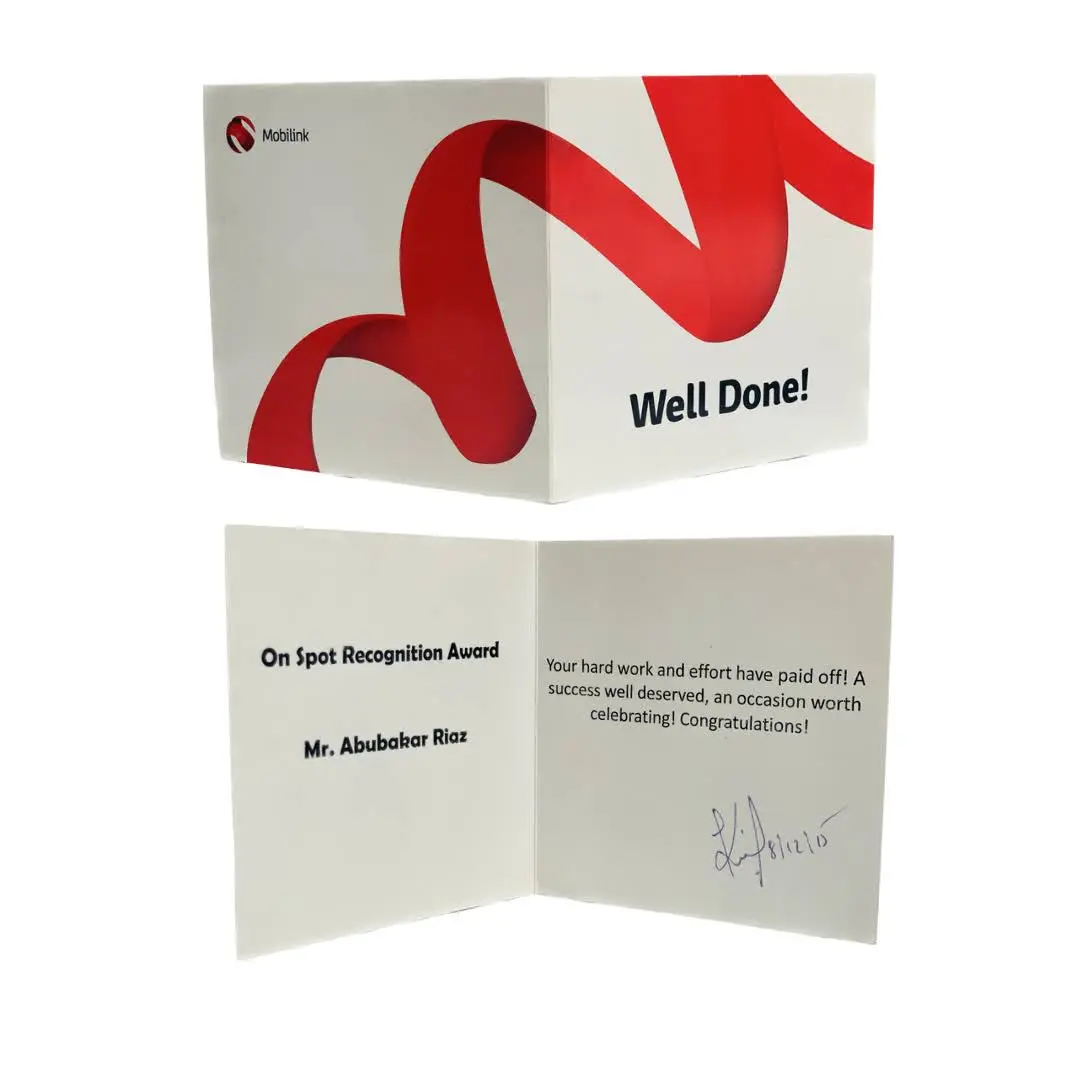 Mobilink
Well Done!
On Spot Recognition Award
Mr. Abubakar Riaz
Your hard work and effort have paid off! A
success well deserved, an occasion worth
celebrating! Congratulations!
8/12/15